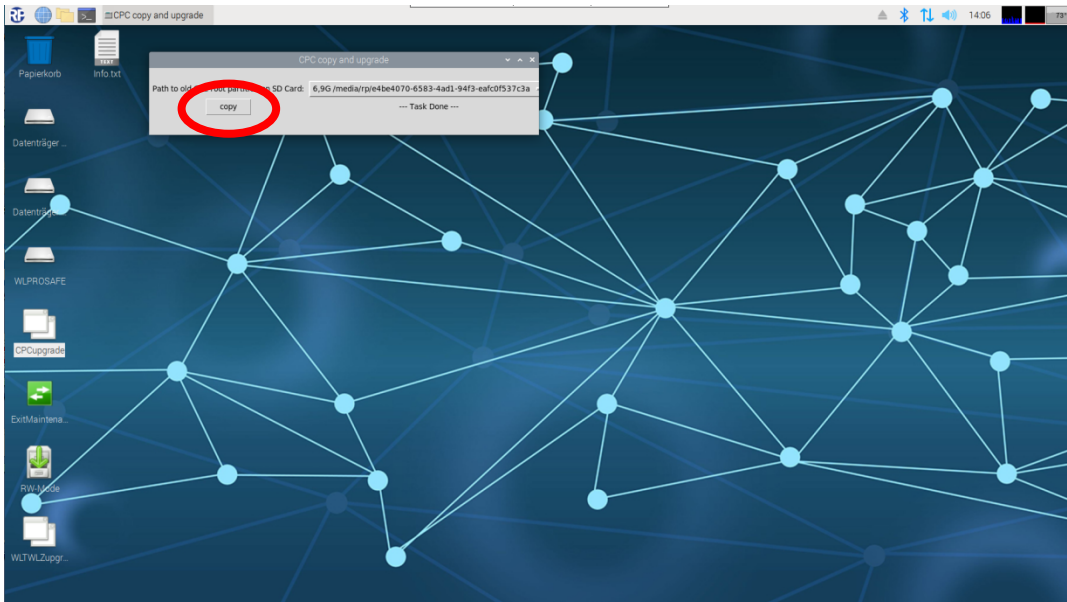 CPC copy and upgrade
14:06
73°
Papierkorb
Info.txt
TEXT
CPC copy and upgrade
Path to old root SD Card:
6,9G /media/rp/e4be4070-6583-4ad1-94f3-eafc0f537c3a
copy
--- Task Done ---
Datenträger ...
Datenträge...
WLPROSAFE
CPCupgrade
ExitMaintena...
RW-Mode
WLTWLZupgr...